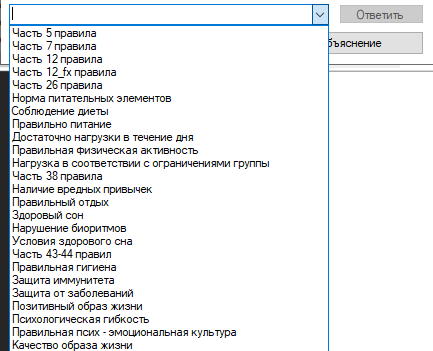 Ответить
бъяснение
Часть 5 правила
Часть 7 правила
Часть 12 правила
Часть 12_fx правила
Часть 26 правила
Норма питательных элементов
Соблюдение диеты
Правильно питание
Достаточно нагрузки в течение дня
Правильная физическая активность
Нагрузка в соответствии с ограничениями группы
Часть 38 правила
Наличие вредных привычек
Правильный отдых
Здоровый сон
Нарушение биоритмов
Условия здорового сна
Часть 43-44 правил
Правильная гигиена
Защита иммунитета
Защита от заболеваний
Позитивный образ жизни
Психологическая гибкость
Правильная псих - эмоциональная культура
Качество образа жизни